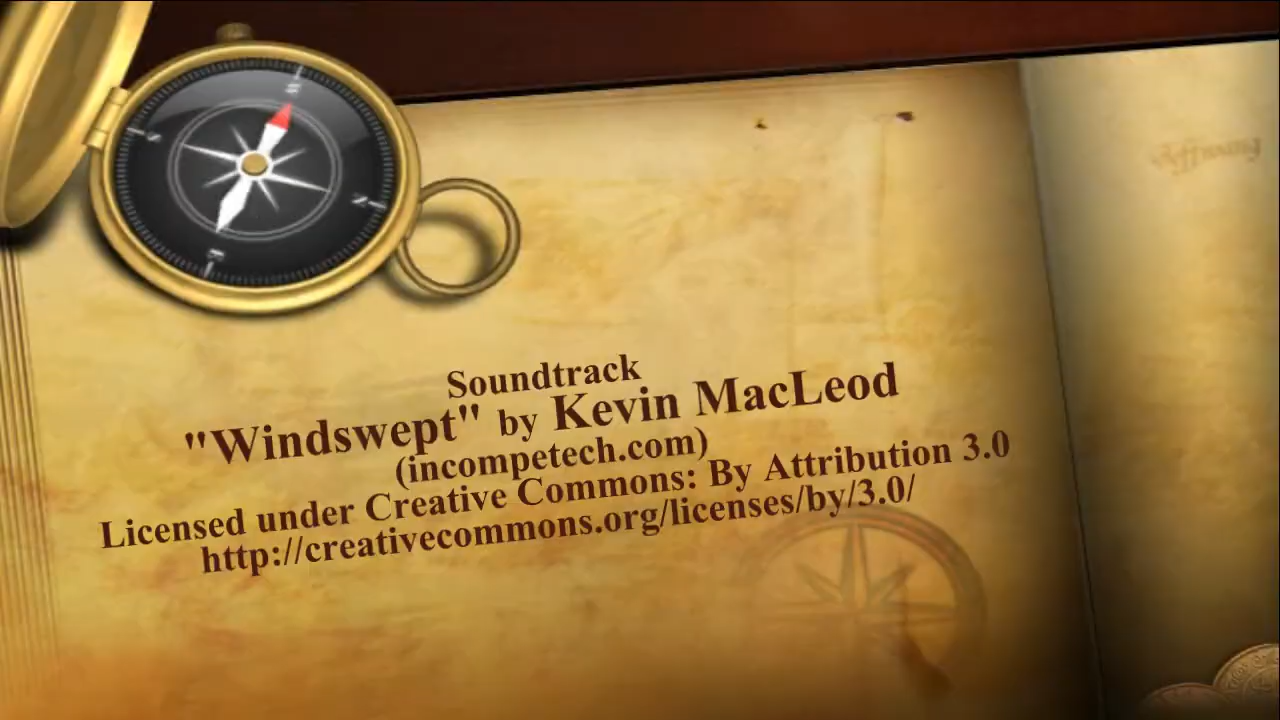 Soundtrack
"Windswept" by Kevin MacLeod
(incompetech.com)
Licensed under Creative Commons: By Attribution 3.0
http://creativecommons.org/licenses/by/3.0/